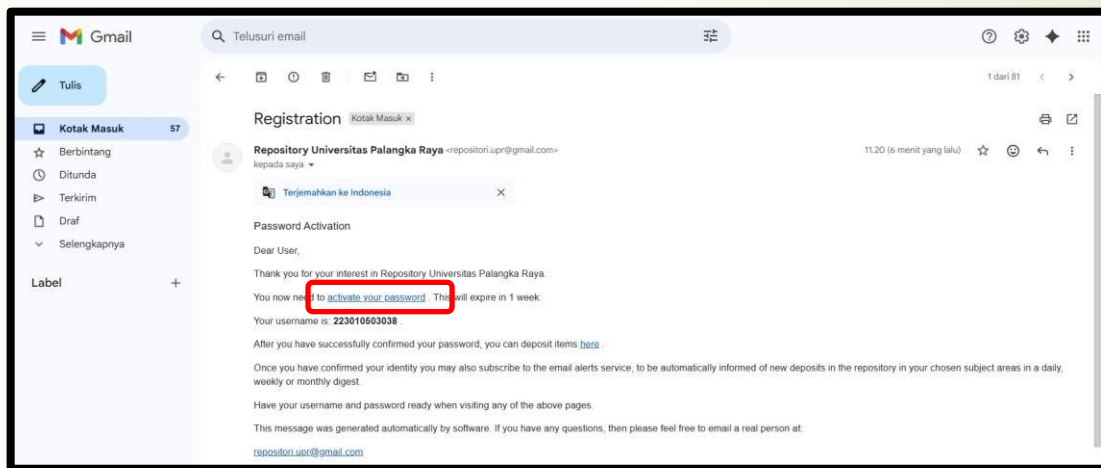 Gmail
Telusuri email
Tulis
1 dari 81
Kotak Masuk 57
Berbintang
Ditunda
Terkirim
Draf
Selengkapnya
Label +
Registration Kotak Masuk x
Repository Universitas Palangka Raya <repositori.upr@gmail.com>
11.20 (6 menit yang lalu)
kepada saya
Terjemahkan ke Indonesia
Password Activation
Dear User,
Thank you for your interest in Repository Universitas Palangka Raya.
You now need to activate your password . This will expire in 1 week.
Your username is: 223010503038 .
After you have successfully confirmed your password, you can deposit items here .
Once you have confirmed your identity you may also subscribe to the email alerts service, to be automatically informed of new deposits in the repository in your chosen subject areas in a daily,
weekly or monthly digest.
Have your username and password ready when visiting any of the above pages.
This message was generated automatically by software. If you have any questions, then please feel free to email a real person at:
repositori.upr@gmail.com